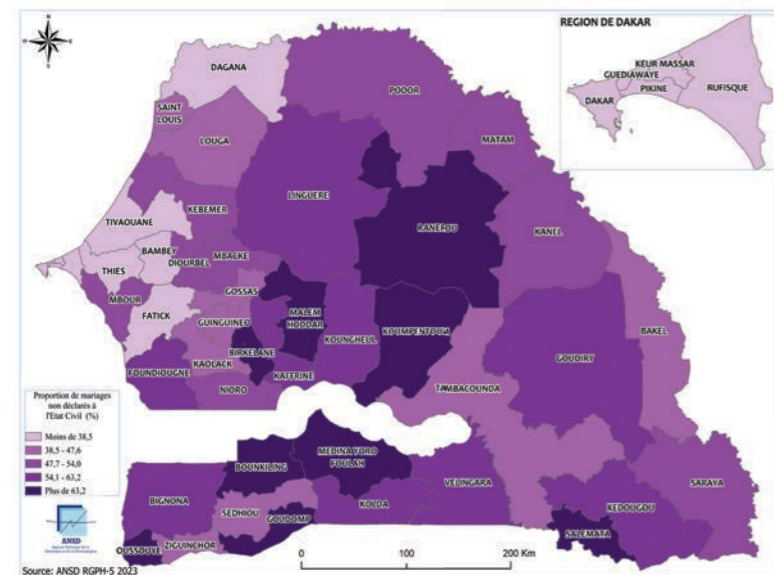 REGION DE DAKAR
KEUR MASSAR
GUEDIAWAYE
RUFISQUE
DAKAR
PIKINE
DAGANA
PODOR
SAINT
LOUIS
LOUGA
MATAM
LINGUERE
KEBEMER
TIVAOUANE
RANEROU
KANEL
BAMBEY
MBACKE
DIOURBEL
THIES
GOSSAS
MBOUR
MALEM
HODDAR
FATICK
GUINGUINEO
KOUNGHEUL
KOUMPENTOUM
BAKEL
BIRKELANE
GOUDIRY
KAOLACK
FOUNDIOUGNE
KAFFRINE
TAMBACOUNDA
NIORO
Proportion de mariages
non déclarés à
l'Etat Civil (%)
Moins de 38,5
38,5 - 47,6
47,7 - 54,0
54,1 - 63,2
Plus de 63,2
MEDINA YORO
FOULAH
BOUNKILING
VELINGARA
SARAYA
BIGNONA
KOLDA
KEDOUGOU
SEDHIOU
GOUDOMP
SALEMATA
OUSSOUYE
ZIGUINCHOR
ANSD
0 100 200 Km
Source: ANSD RGPH-5 2023